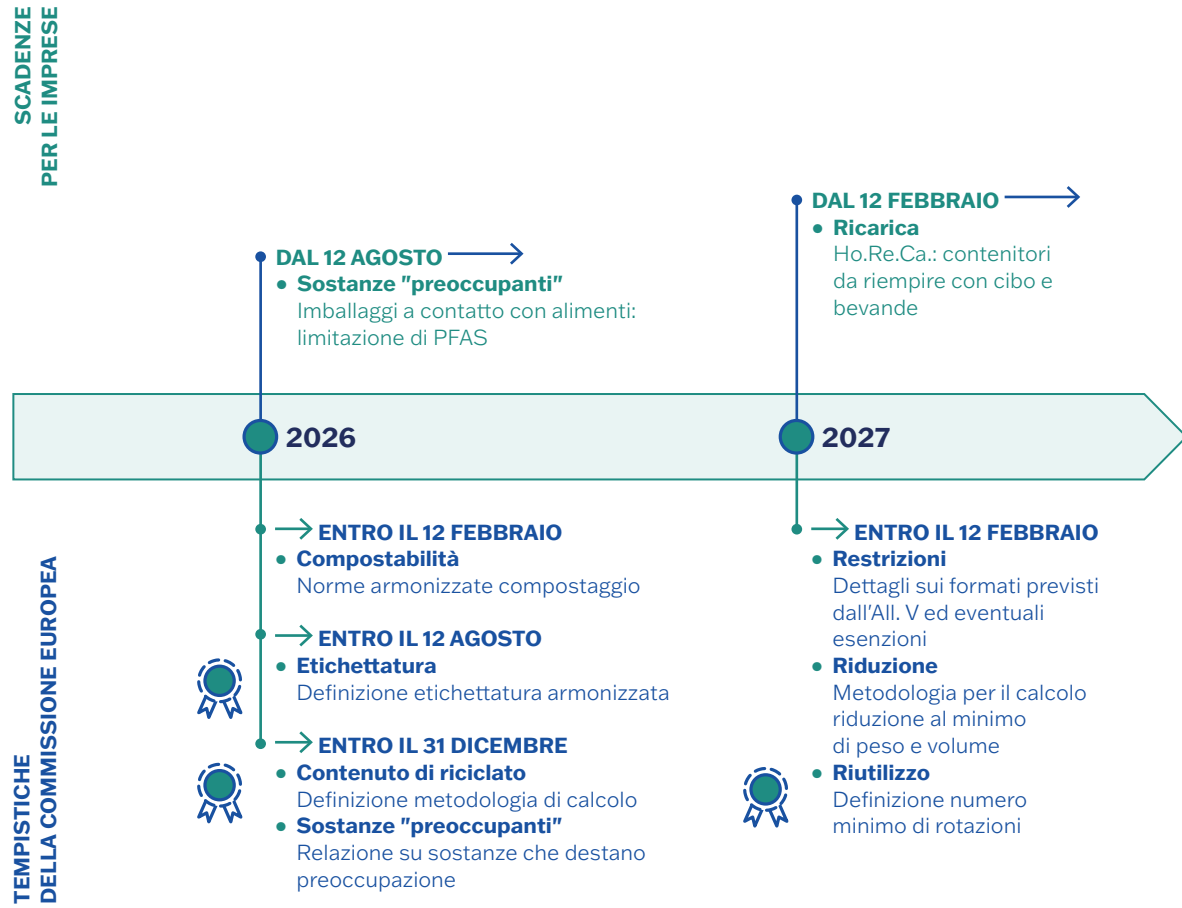 SCADENZE
PER LE IMPRESE
DAL 12 AGOSTO
Sostanze "preoccupanti"
Imballaggi a contatto con alimenti:
limitazione di PFAS
DAL 12 FEBBRAIO
Ricarica
Ho.Re.Ca.: contenitori
da riempire con cibo e
bevande
2026
2027
TEMPISTICHE
DELLA COMMISSIONE EUROPEA
ENTRO IL 12 FEBBRAIO
Compostabilità
Norme armonizzate compostaggio
ENTRO IL 12 AGOSTO
Etichettatura
Definizione etichettatura armonizzata
ENTRO IL 31 DICEMBRE
Contenuto di riciclato
Definizione metodologia di calcolo
Sostanze "preoccupanti"
Relazione su sostanze che destano
preoccupazione
ENTRO IL 12 FEBBRAIO
Restrizioni
Dettagli sui formati previsti
dall'All. V ed eventuali
esenzioni
Riduzione
Metodologia per il calcolo
riduzione al minimo
di peso e volume
Riutilizzo
Definizione numero
minimo di rotazioni